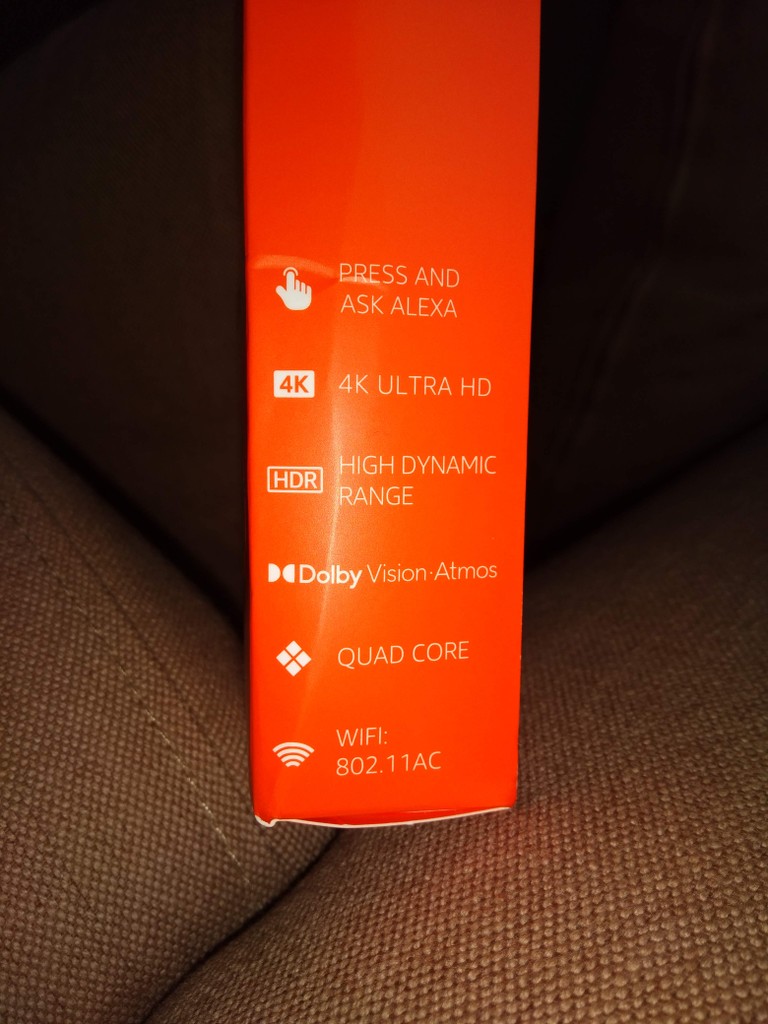 PRESS AND
ASK ALEXA
4K 4K ULTRA HD
HDR HIGH DYNAMIC
RANGE
Dolby Vision·Atmos
QUAD CORE
WIFI:
802.11AC